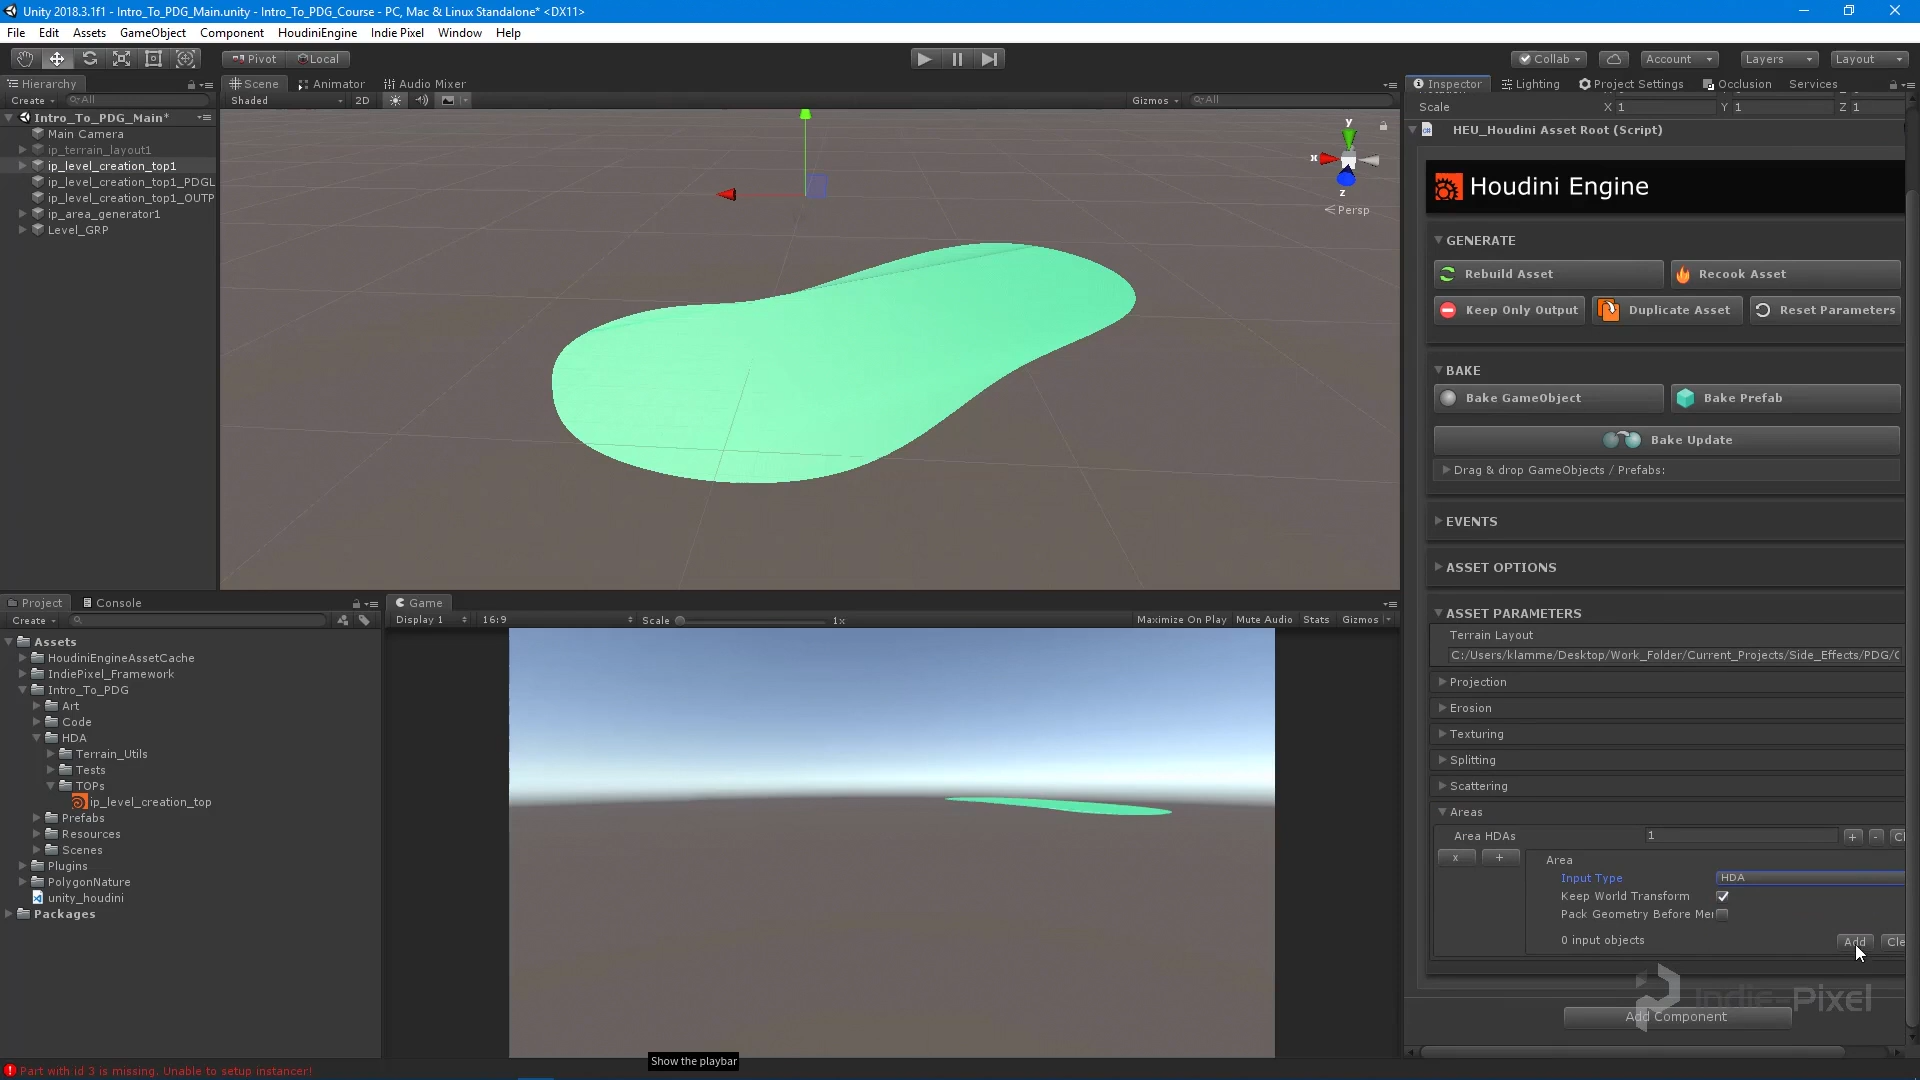 Unity 2018.3.1f1 - Intro_To_PDG_Main.unity - Intro_To_PDG_Course - PC, Mac & Linux Standalone* <DX11>
File Edit Assets GameObject Component HoudiniEngine Indie Pixel Window Help
Pivot Local Collab Account Layers Layout
Hierarchy
Create All
Intro_To_PDG_Main*
Main Camera
ip_terrain_layout1
ip_level_creation_top1
ip_level_creation_top1_PDGL
ip_level_creation_top1_OUTP
ip_area_generator1
Level_GRP
Scene Animator Audio Mixer
Shaded 2D Gizmos All
y
x
z
Persp
Project Console
Create
Assets
HoudiniEngineAssetCache
IndiePixel_Framework
Intro_To_PDG
Art
Code
HDA
Terrain_Utils
Tests
TOPs
ip_level_creation_top
Prefabs
Resources
Scenes
Plugins
PolygonNature
unity_houdini
Packages
Game
Display 1 16:9 Scale 1x Maximize On Play Mute Audio Stats Gizmos
Show the playbar
Part with id 3 is missing. Unable to setup instancer!
Inspector Lighting Project Settings Occlusion Services
Scale X 1 Y 1 Z 1
HEU_Houdini Asset Root (Script)
Houdini Engine
GENERATE
Rebuild Asset Recook Asset
Keep Only Output Duplicate Asset Reset Parameters
BAKE
Bake GameObject Bake Prefab
Bake Update
Drag & drop GameObjects / Prefabs:
EVENTS
ASSET OPTIONS
ASSET PARAMETERS
Terrain Layout
C:/Users/klamme/Desktop/Work_Folder/Current_Projects/Side_Effects/PDG/C
Projection
Erosion
Texturing
Splitting
Scattering
Areas
Area HDAs 1 + - Cl
x + Area
Input Type HDA
Keep World Transform
Pack Geometry Before Mer
0 input objects Add Cle
Indie-Pixel
Add Component